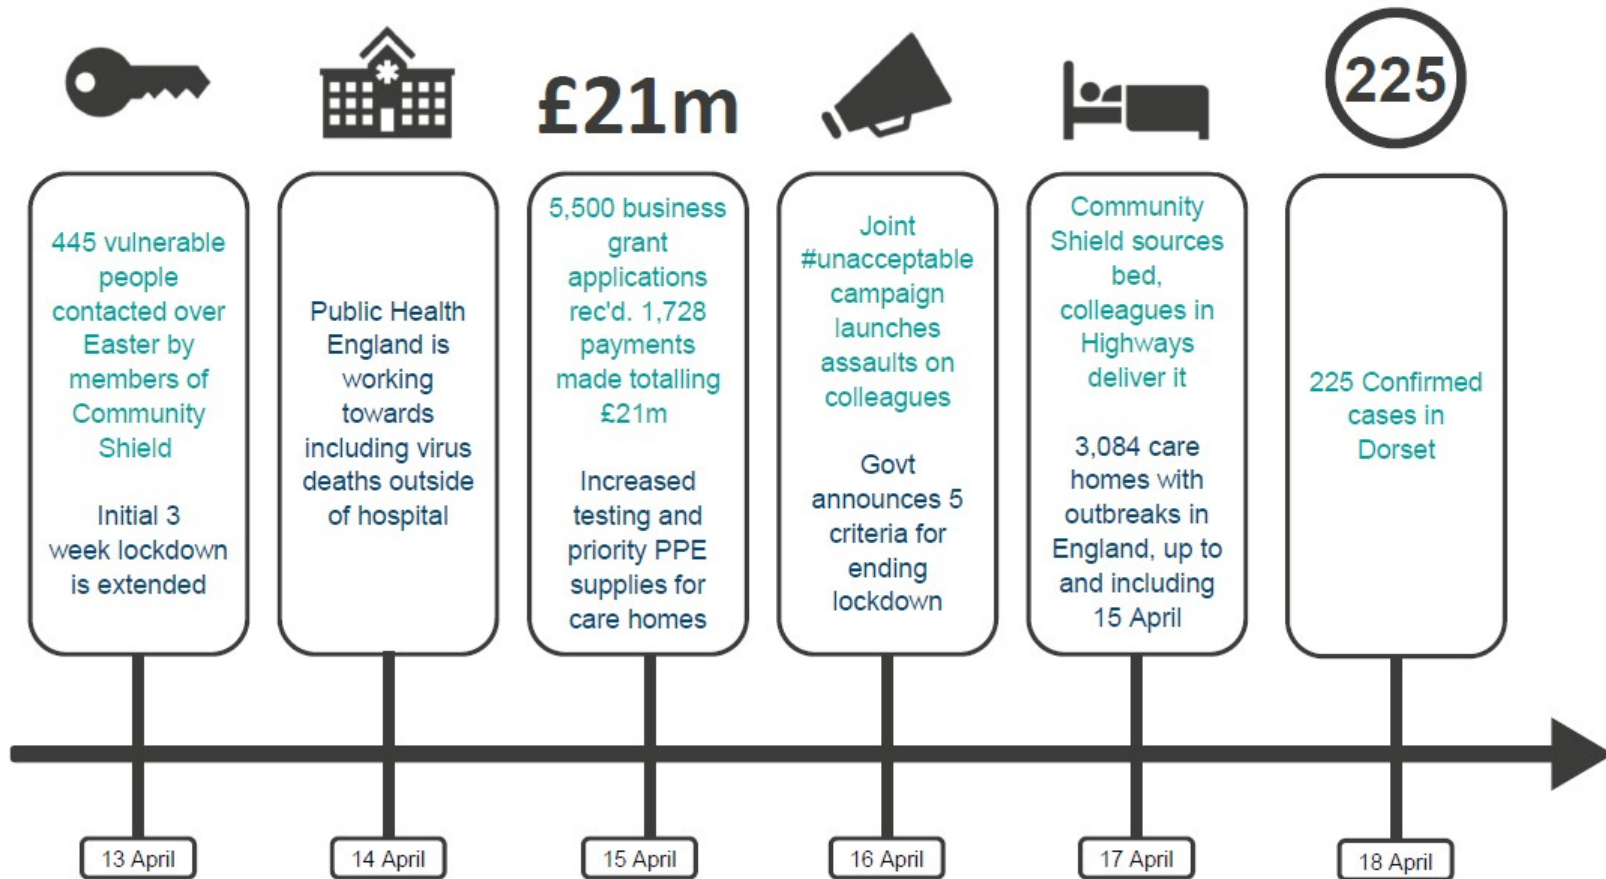 £21m
225
445 vulnerable
people
contacted over
Easter by
members of
Community
Shield
Initial 3
week lockdown
is extended
Public Health
England is
working
towards
including virus
deaths outside
of hospital
5,500 business
grant
applications
rec'd. 1,728
payments
made totalling
£21m
Increased
testing and
priority PPE
supplies for
care homes
Joint
#unacceptable
campaign
launches
assaults on
colleagues
Govt
announces 5
criteria for
ending
lockdown
Community
Shield sources
bed,
colleagues in
Highways
deliver it
3,084 care
homes with
outbreaks in
England, up to
and including
15 April
225 Confirmed
cases in
Dorset
13 April
14 April
15 April
16 April
17 April
18 April